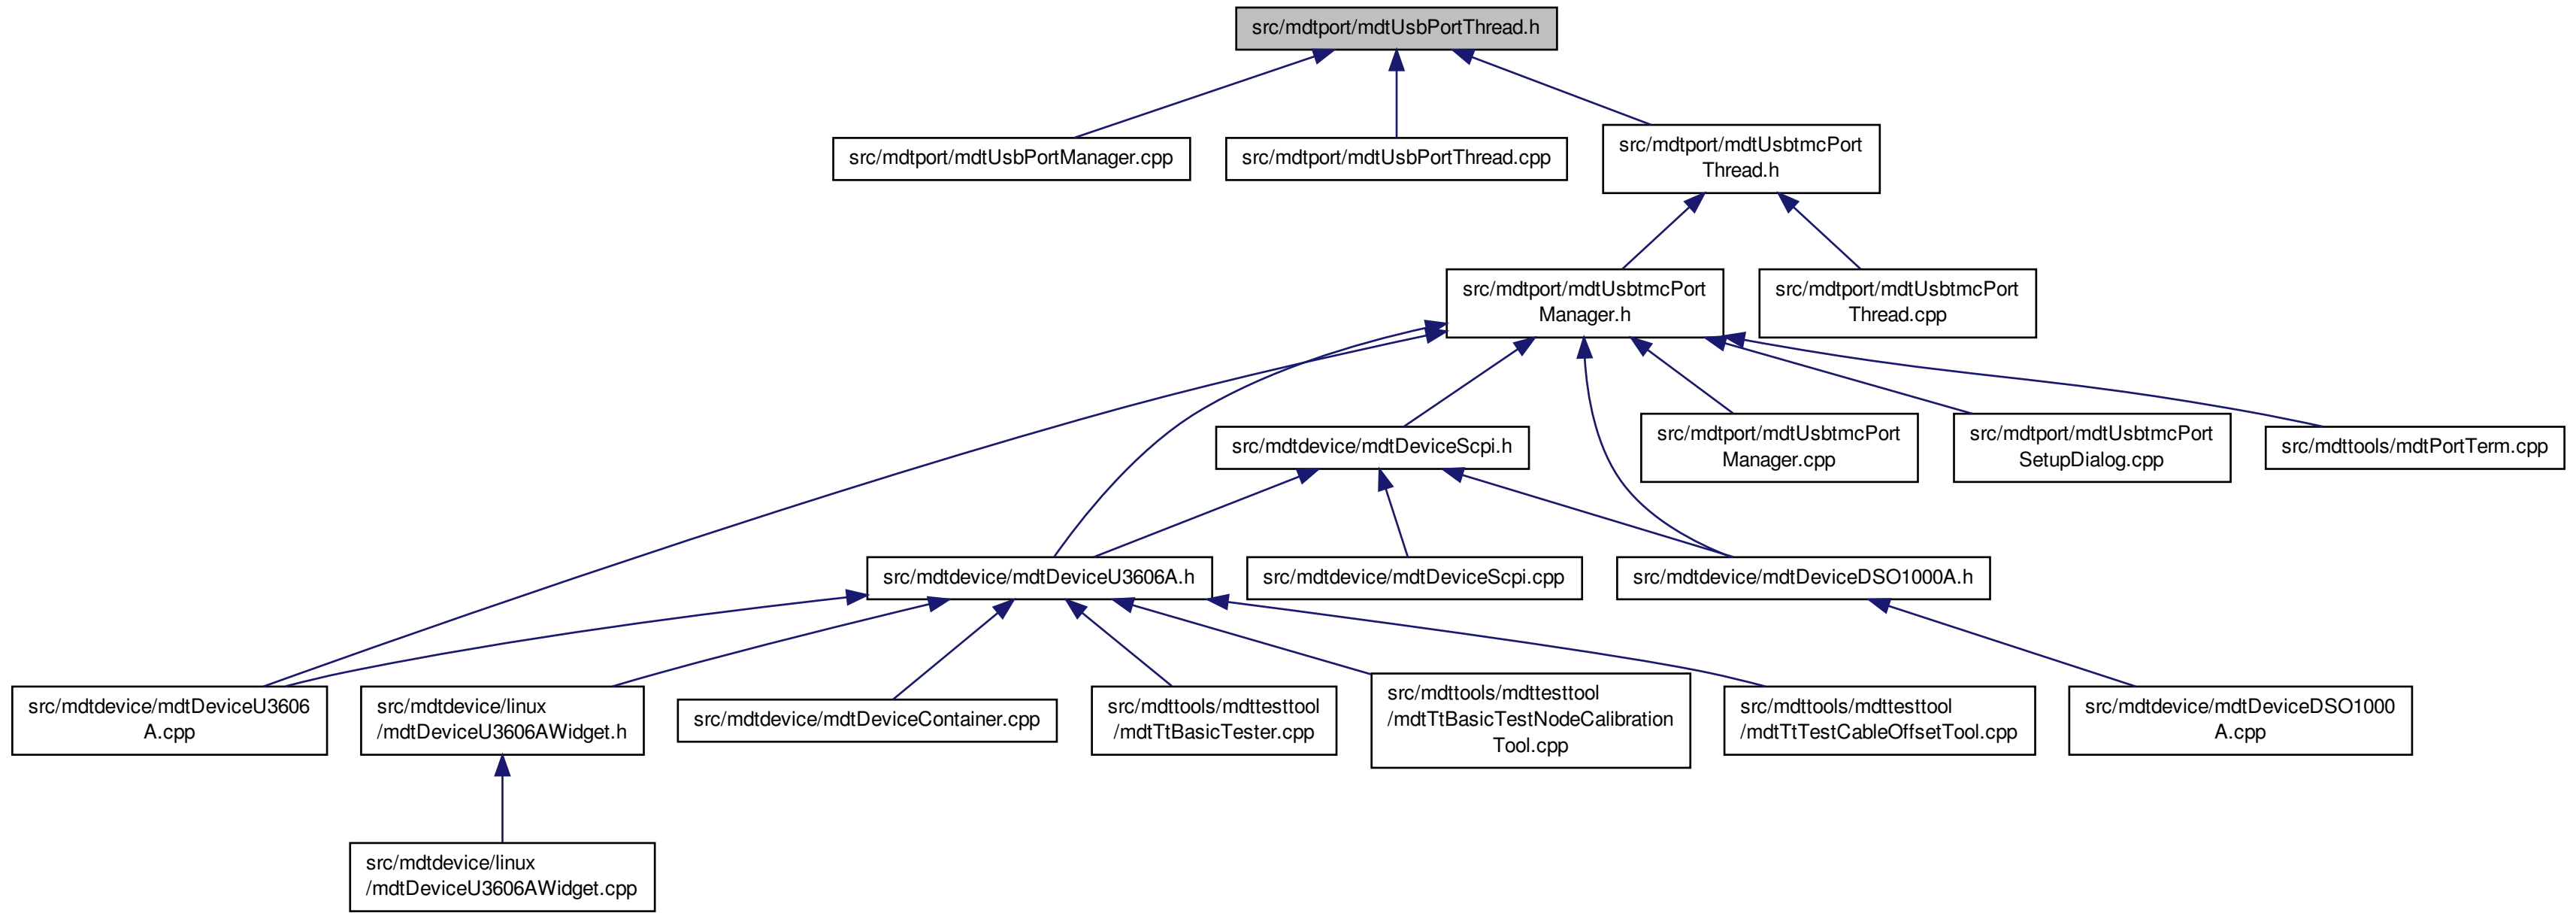 src/mdtport/mdtUsbPortThread.h
src/mdtport/mdtUsbPortManager.cpp
src/mdtport/mdtUsbPortThread.cpp
src/mdtport/mdtUsbtmcPort
Thread.h
src/mdtport/mdtUsbtmcPort
Manager.h
src/mdtport/mdtUsbtmcPort
Thread.cpp
src/mdtdevice/mdtDeviceScpi.h
src/mdtport/mdtUsbtmcPort
Manager.cpp
src/mdtport/mdtUsbtmcPort
SetupDialog.cpp
src/mdttools/mdtPortTerm.cpp
src/mdtdevice/mdtDeviceU3606A.h
src/mdtdevice/mdtDeviceScpi.cpp
src/mdtdevice/mdtDeviceDSO1000A.h
src/mdtdevice/mdtDeviceU3606
A.cpp
src/mdtdevice/linux
/mdtDeviceU3606AWidget.h
src/mdtdevice/mdtDeviceContainer.cpp
src/mdttools/mdttesttool
/mdtTtBasicTester.cpp
src/mdttools/mdttesttool
/mdtTtBasicTestNodeCalibration
Tool.cpp
src/mdttools/mdttesttool
/mdtTtTestCableOffsetTool.cpp
src/mdtdevice/mdtDeviceDSO1000
A.cpp
src/mdtdevice/linux
/mdtDeviceU3606AWidget.cpp